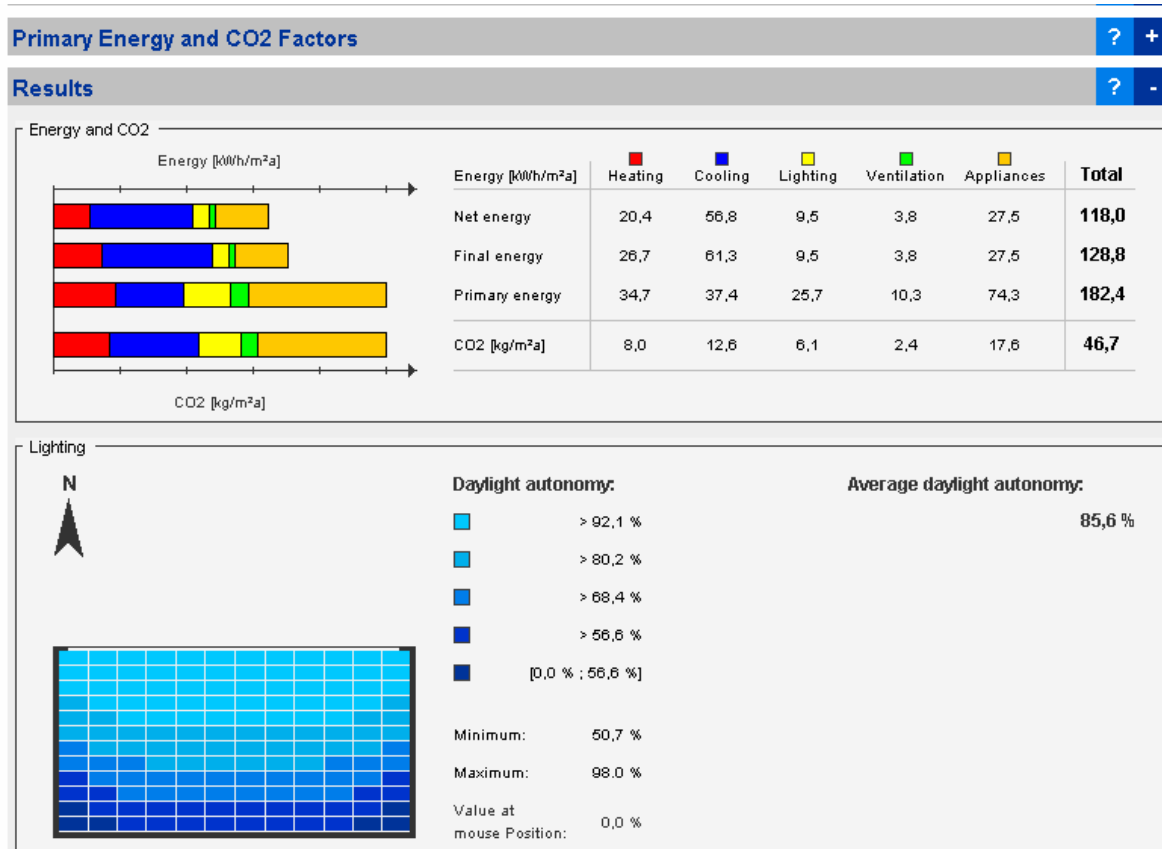 Primary Energy and CO2 Factors ? +
Results ? -
Energy and CO2
Energy [kWh/m²a]
Energy [kWh/m²a] Heating Cooling Lighting Ventilation Appliances Total
Net energy 20,4 56,8 9,5 3,8 27,5 118,0
Final energy 26,7 61,3 9,5 3,8 27,5 128,8
Primary energy 34,7 37,4 25,7 10,3 74,3 182,4
CO2 [kg/m²a] 8,0 12,6 6,1 2,4 17,6 46,7
CO2 [kg/m²a]
Lighting
N
Daylight autonomy: Average daylight autonomy:
> 92,1 % 85,6 %
> 80,2 %
> 68,4 %
> 56,6 %
[0,0 % ; 56,6 %]
Minimum: 50,7 %
Maximum: 98.0 %
Value at
mouse Position: 0,0 %